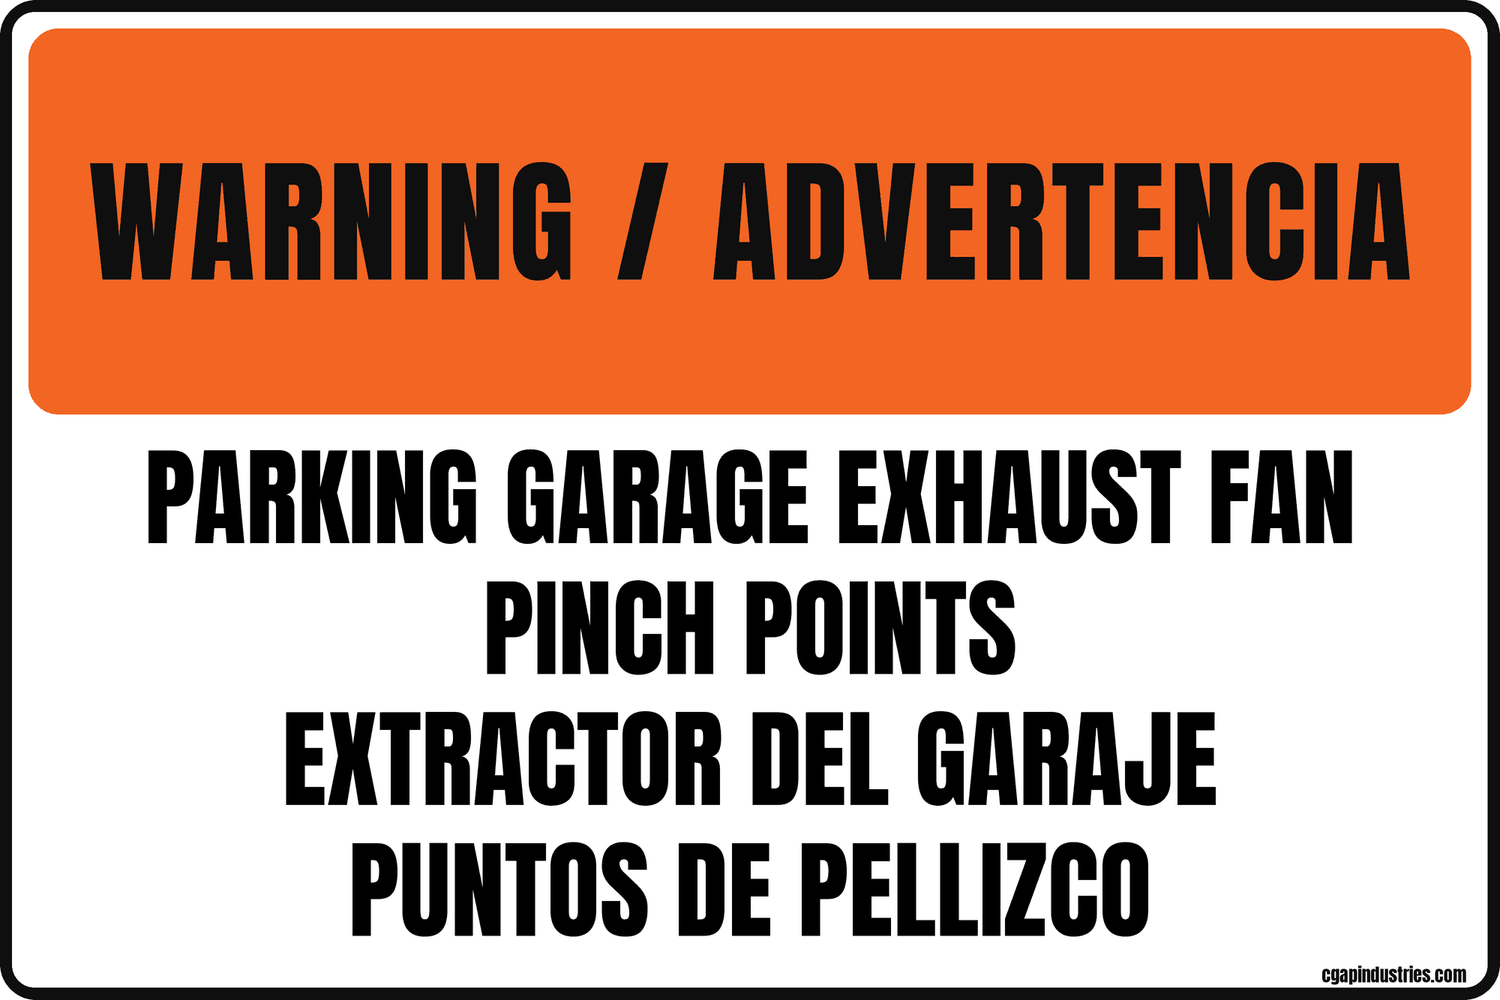 WARNING / ADVERTENCIA
PARKING GARAGE EXHAUST FAN
PINCH POINTS
EXTRACTOR DEL GARAJE
PUNTOS DE PELLIZCO
cgapindustries.com